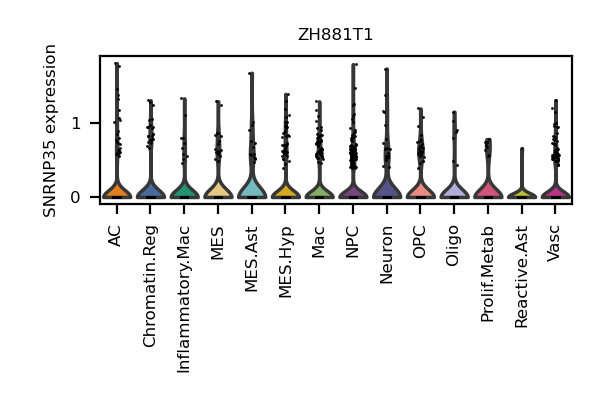 ZH881T1
SNRNP35 expression
1
0
AC
Chromatin.Reg
Inflammatory.Mac
MES
MES.Ast
MES.Hyp
Mac
NPC
Neuron
OPC
Oligo
Prolif.Metab
Reactive.Ast
Vasc